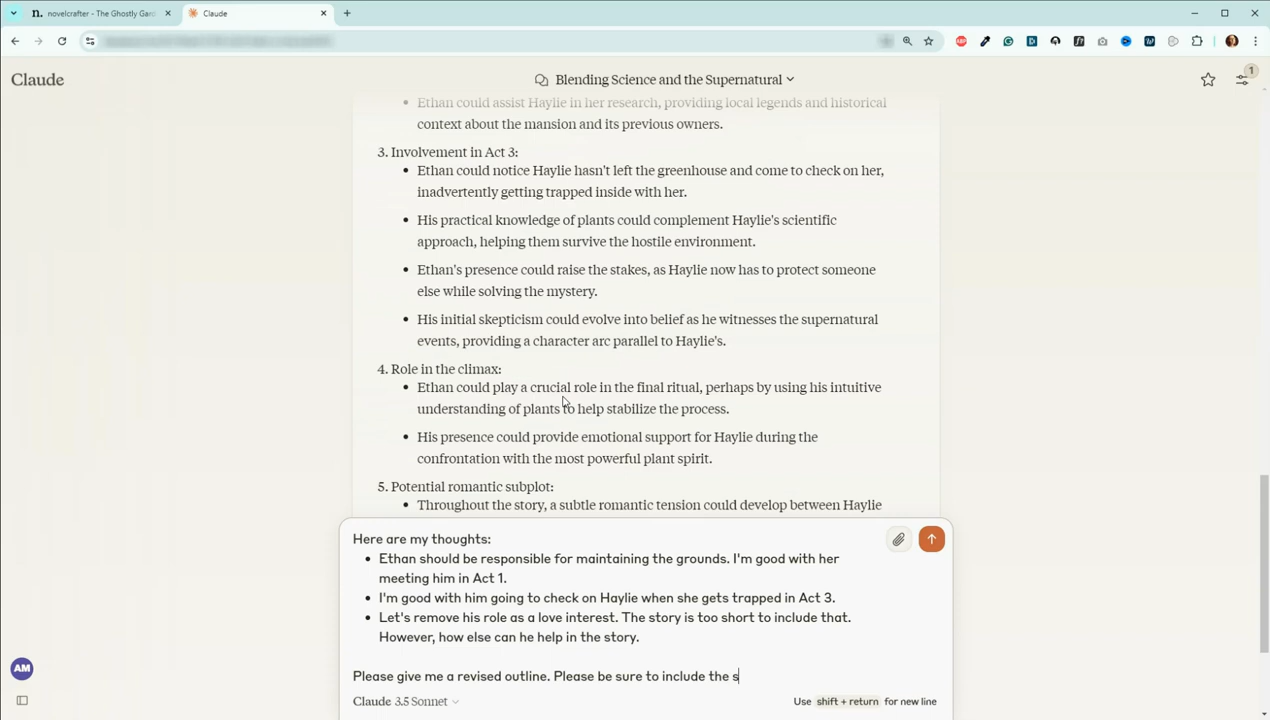 novelcrafter - The Ghostly Gard
Claude
Claude
Blending Science and the Supernatural
1
Ethan could assist Haylie in her research, providing local legends and historical
context about the mansion and its previous owners.
3. Involvement in Act 3:
Ethan could notice Haylie hasn't left the greenhouse and come to check on her,
inadvertently getting trapped inside with her.
His practical knowledge of plants could complement Haylie's scientific
approach, helping them survive the hostile environment.
Ethan's presence could raise the stakes, as Haylie now has to protect someone
else while solving the mystery.
His initial skepticism could evolve into belief as he witnesses the supernatural
events, providing a character arc parallel to Haylie's.
4. Role in the climax:
Ethan could play a crucial role in the final ritual, perhaps by using his intuitive
understanding of plants to help stabilize the process.
His presence could provide emotional support for Haylie during the
confrontation with the most powerful plant spirit.
5. Potential romantic subplot:
Throughout the story, a subtle romantic tension could develop between Haylie
Here are my thoughts:
Ethan should be responsible for maintaining the grounds. I'm good with her
meeting him in Act 1.
I'm good with him going to check on Haylie when she gets trapped in Act 3.
Let's remove his role as a love interest. The story is too short to include that.
However, how else can he help in the story.
Please give me a revised outline. Please be sure to include the s
AM
Claude 3.5 Sonnet
Use shift + return for new line